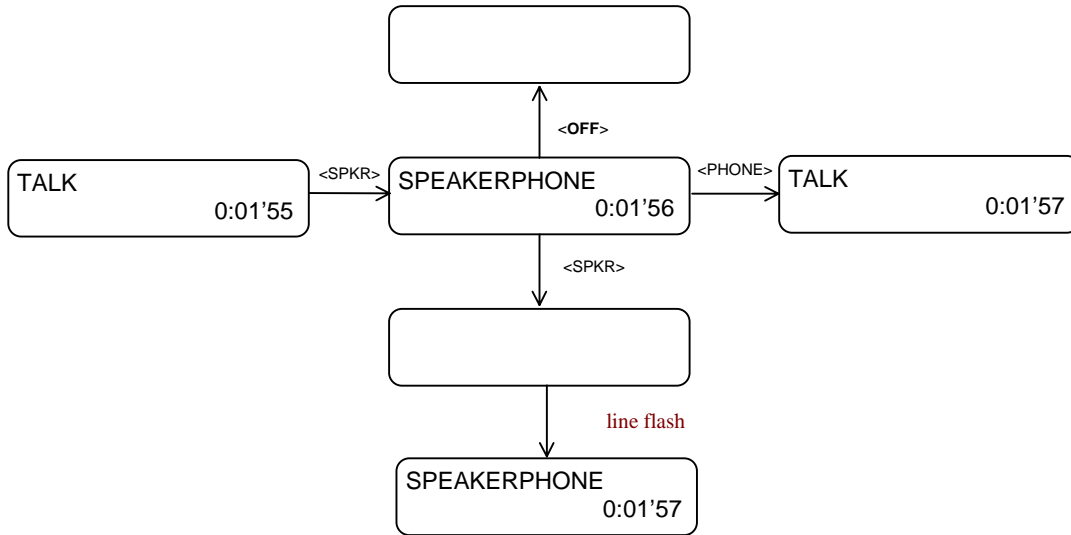 <OFF>
TALK
0:01'55
<SPKR>
SPEAKERPHONE
0:01'56
<PHONE>
TALK
0:01'57
<SPKR>
line flash
SPEAKERPHONE
0:01'57